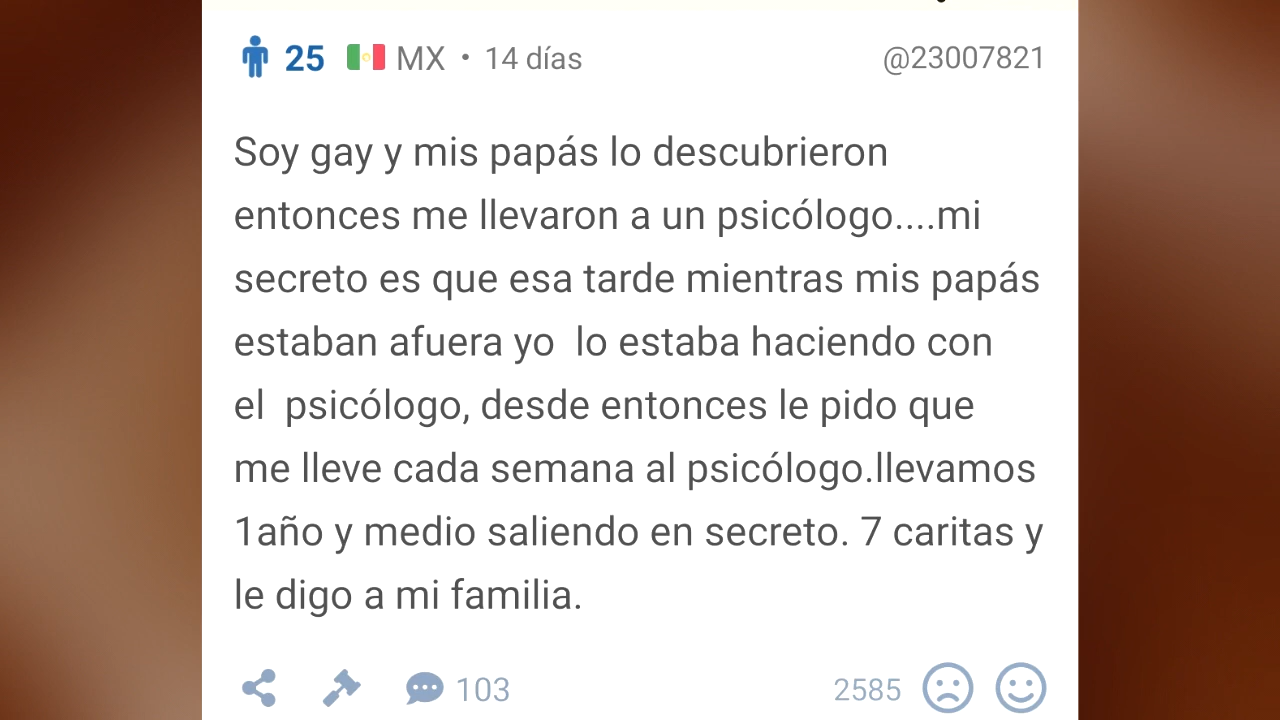 25 MX • 14 días @23007821
Soy gay y mis papás lo descubrieron
entonces me llevaron a un psicólogo....mi
secreto es que esa tarde mientras mis papás
estaban afuera yo  lo estaba haciendo con
el  psicólogo, desde entonces le pido que
me lleve cada semana al psicólogo.llevamos
1año y medio saliendo en secreto. 7 caritas y
le digo a mi familia.
103 2585